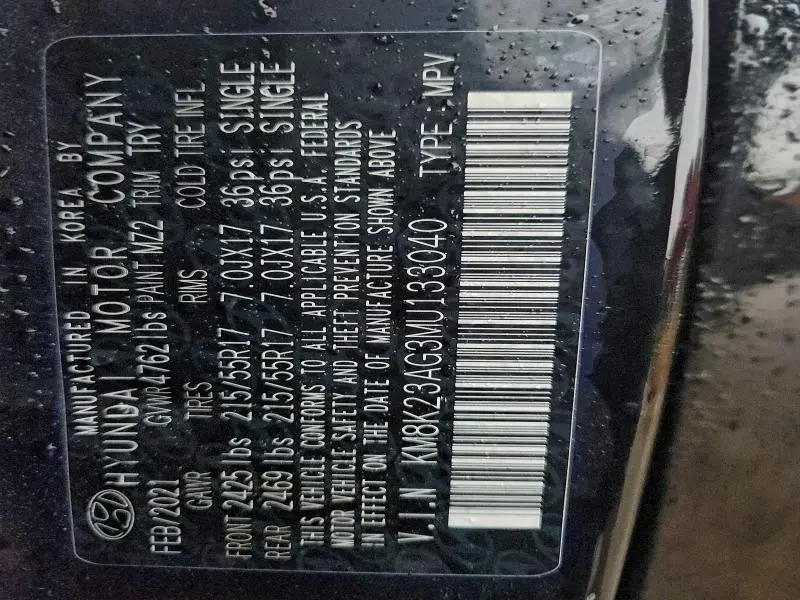 MANUFACTURED IN KOREA BY
HYUNDAI MOTOR COMPANY
FEB/2021 GVWR 4762 lbs PAINT MZ2 TRIM TRY
GAWR TIRES RIMS COLD TIRE INFL
FRONT 2425 lbs 215/55R17 7.0JX17 36psi SINGLE
REAR 2469 lbs 215/55R17 7.0JX17 36psi SINGLE
THIS VEHICLE CONFORMS TO ALL APPLICABLE U.S.A. FEDERAL
MOTOR VEHICLE SAFETY AND THEFT PREVENTION STANDARDS
IN EFFECT ON THE DATE OF MANUFACTURE SHOWN ABOVE
V.I.N KM8K23AG3MU133040 TYPE : MPV